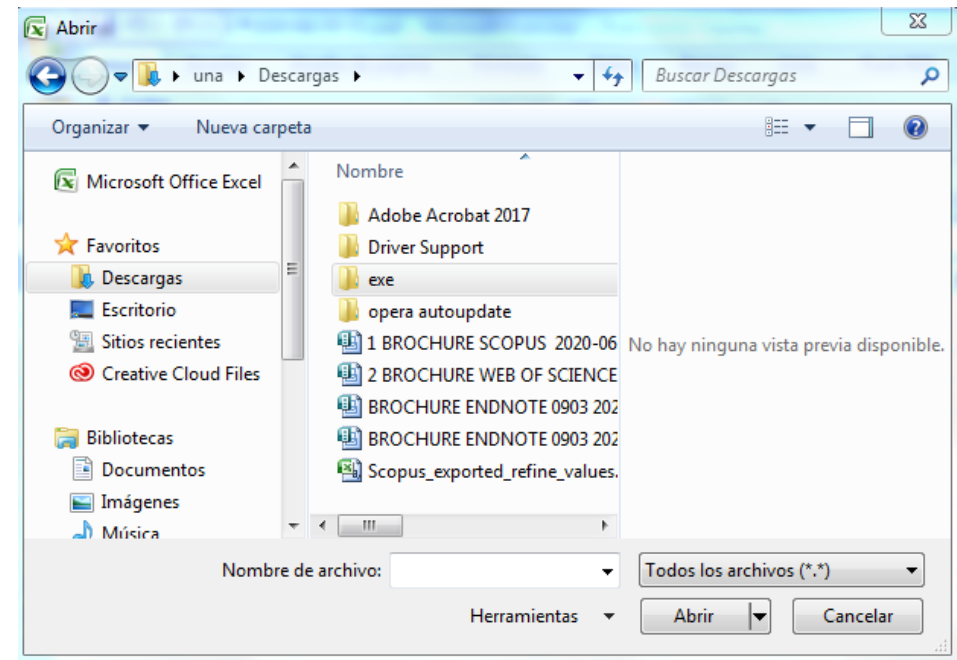 Abrir
una Descargas Buscar Descargas
Organizar Nueva carpeta
Microsoft Office Excel
Favoritos
Descargas
Escritorio
Sitios recientes
Creative Cloud Files
Bibliotecas
Documentos
Imágenes
Música
Nombre
Adobe Acrobat 2017
Driver Support
exe
opera autoupdate
1 BROCHURE SCOPUS 2020-06
2 BROCHURE WEB OF SCIENCE
BROCHURE ENDNOTE 0903 202
BROCHURE ENDNOTE 0903 202
Scopus_exported_refine_values.
No hay ninguna vista previa disponible.
Nombre de archivo: Todos los archivos (*.*)
Herramientas Abrir Cancelar